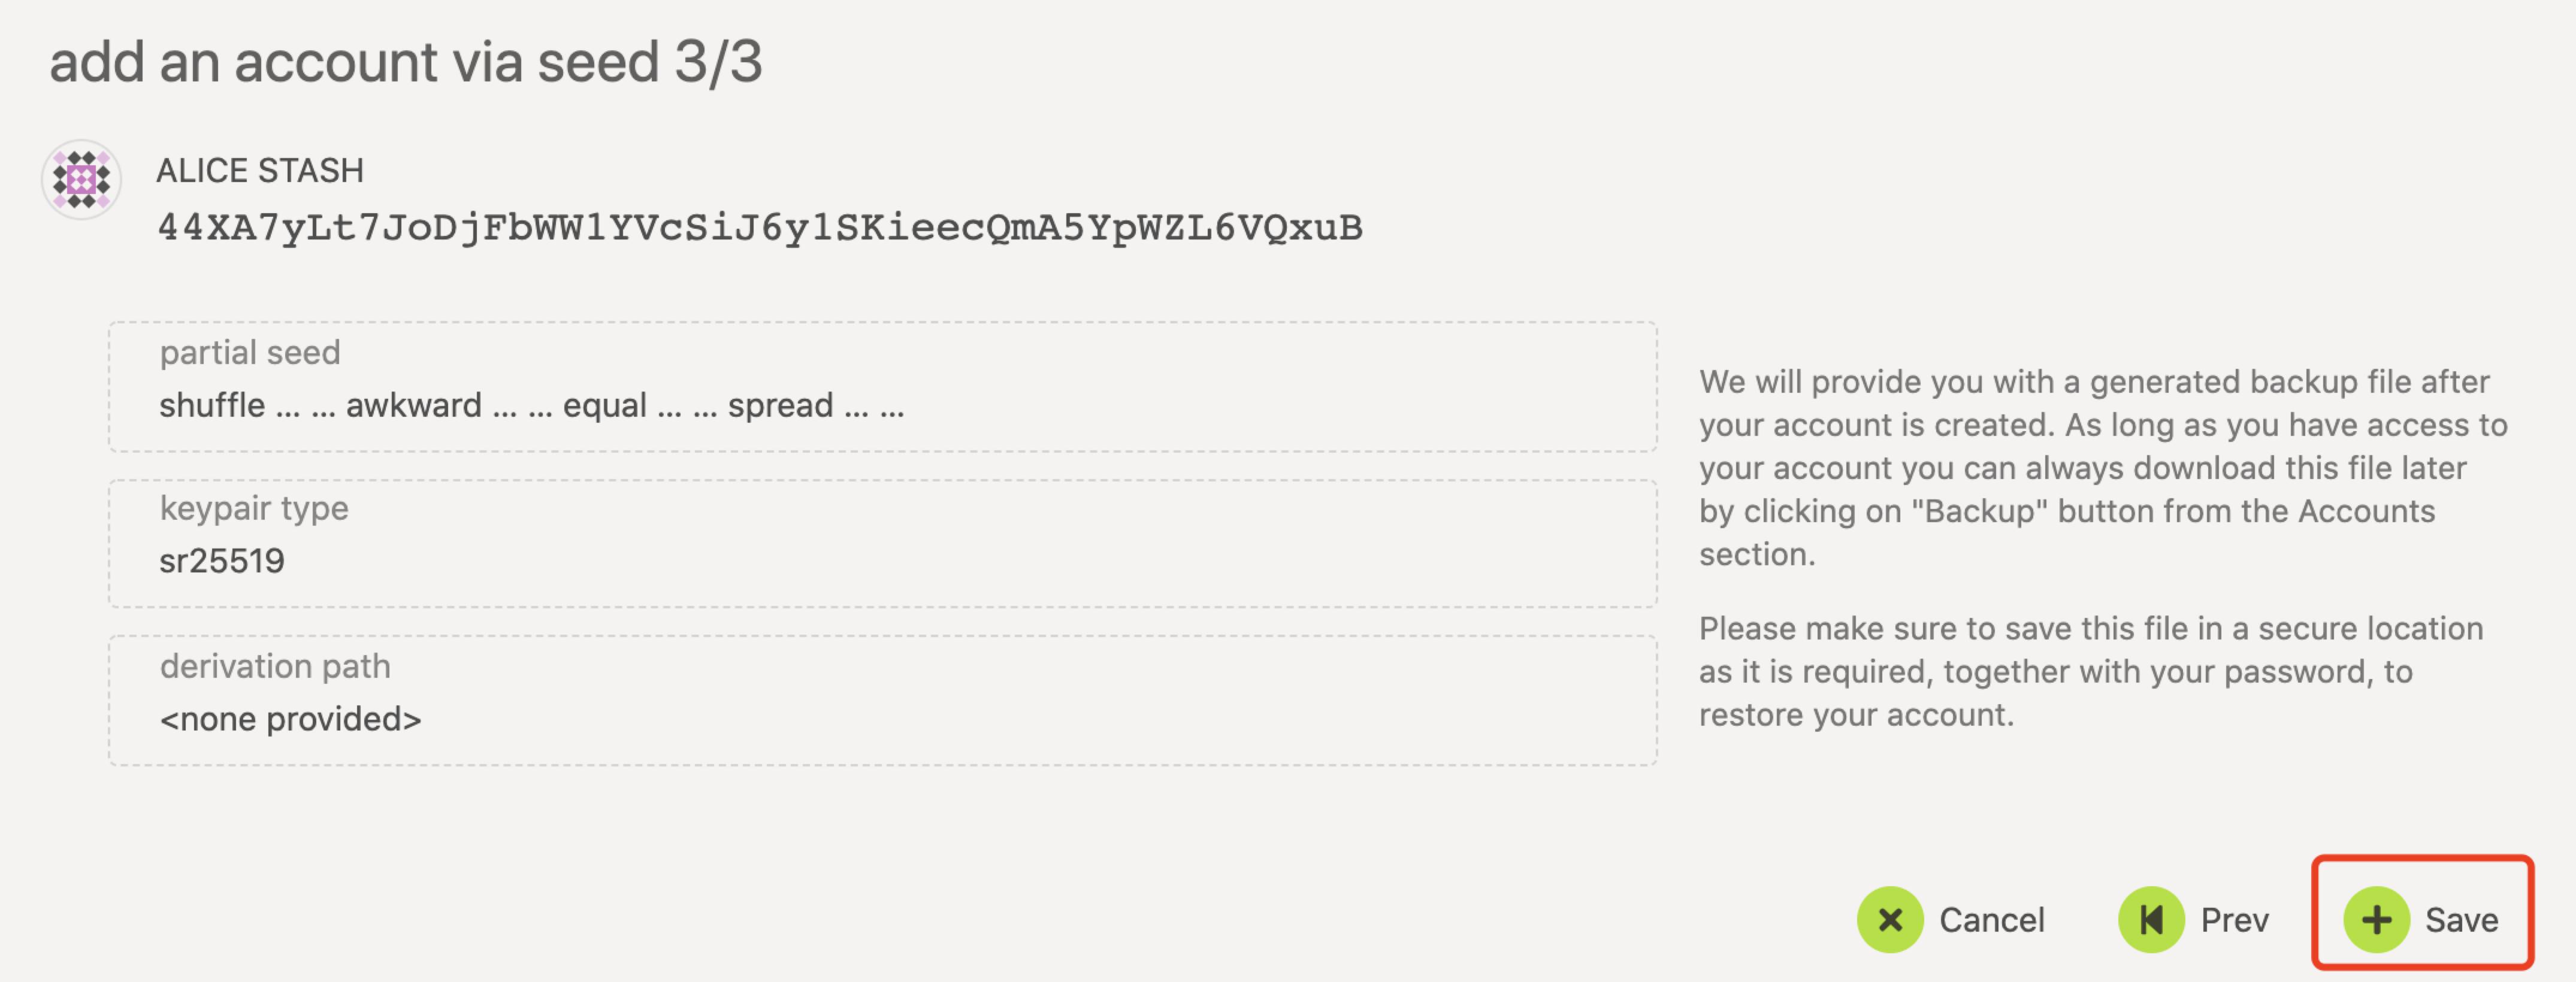 add an account via seed 3/3
ALICE STASH
44XA7yLt7JoDjFbWW1YVcSiJ6y1SKieecQmA5YpWZL6VQxuB
partial seed
shuffle ... ... awkward ... ... equal ... ... spread ... ...
keypair type
sr25519
derivation path
<none provided>
We will provide you with a generated backup file after
your account is created. As long as you have access to
your account you can always download this file later
by clicking on "Backup" button from the Accounts
section.
Please make sure to save this file in a secure location
as it is required, together with your password, to
restore your account.
Cancel
Prev
Save